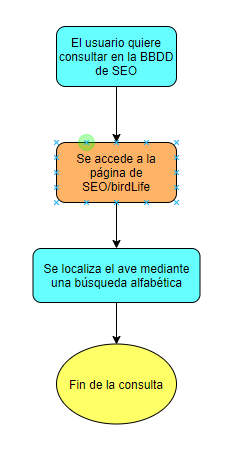 El usuario quiere
consultar en la BBDD
de SEO
Se accede a la
página de
SEO/birdLife
Se localiza el ave mediante
una búsqueda alfabética
Fin de la consulta